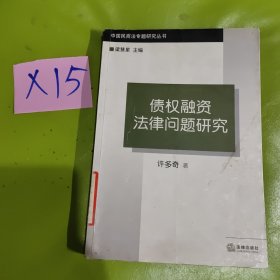 X15
中国民商法专题研究丛书
■梁慧星 主编
债权融资
法律问题研究
许多奇 著
法律出版社